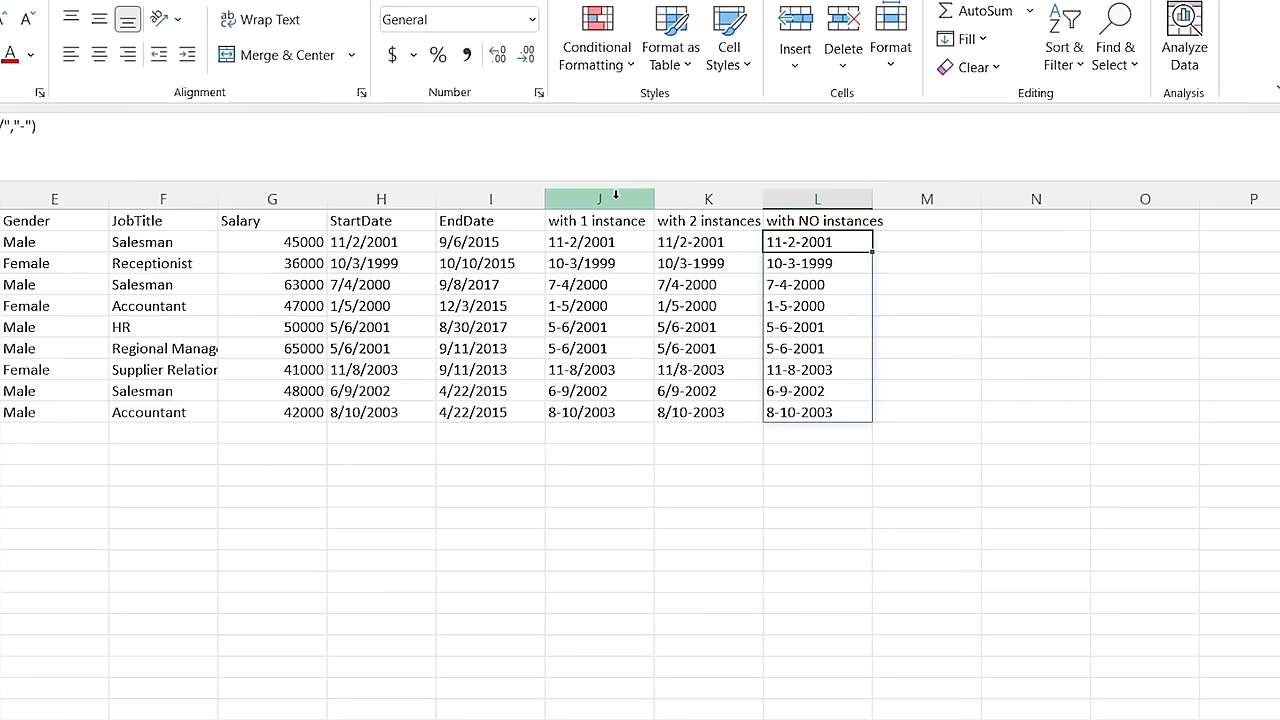 A^ A˅ ab Wrap Text General AutoSum
A Merge & Center $ % , Conditional Formatting Format as Table Cell Styles Insert Delete Format Fill Clear Sort & Filter Find & Select Analyze Data
Alignment Number Styles Cells Editing Analysis
/","-")
E F G H I J K L M N O P
Gender JobTitle Salary StartDate EndDate with 1 instance with 2 instances with NO instances
Male Salesman 45000 11/2/2001 9/6/2015 11-2/2001 11/2-2001 11-2-2001
Female Receptionist 36000 10/3/1999 10/10/2015 10-3/1999 10/3-1999 10-3-1999
Male Salesman 63000 7/4/2000 9/8/2017 7-4/2000 7/4-2000 7-4-2000
Female Accountant 47000 1/5/2000 12/3/2015 1-5/2000 1/5-2000 1-5-2000
Male HR 50000 5/6/2001 8/30/2017 5-6/2001 5/6-2001 5-6-2001
Male Regional Manag 65000 5/6/2001 9/11/2013 5-6/2001 5/6-2001 5-6-2001
Female Supplier Relation 41000 11/8/2003 9/11/2013 11-8/2003 11/8-2003 11-8-2003
Male Salesman 48000 6/9/2002 4/22/2015 6-9/2002 6/9-2002 6-9-2002
Male Accountant 42000 8/10/2003 4/22/2015 8-10/2003 8/10-2003 8-10-2003